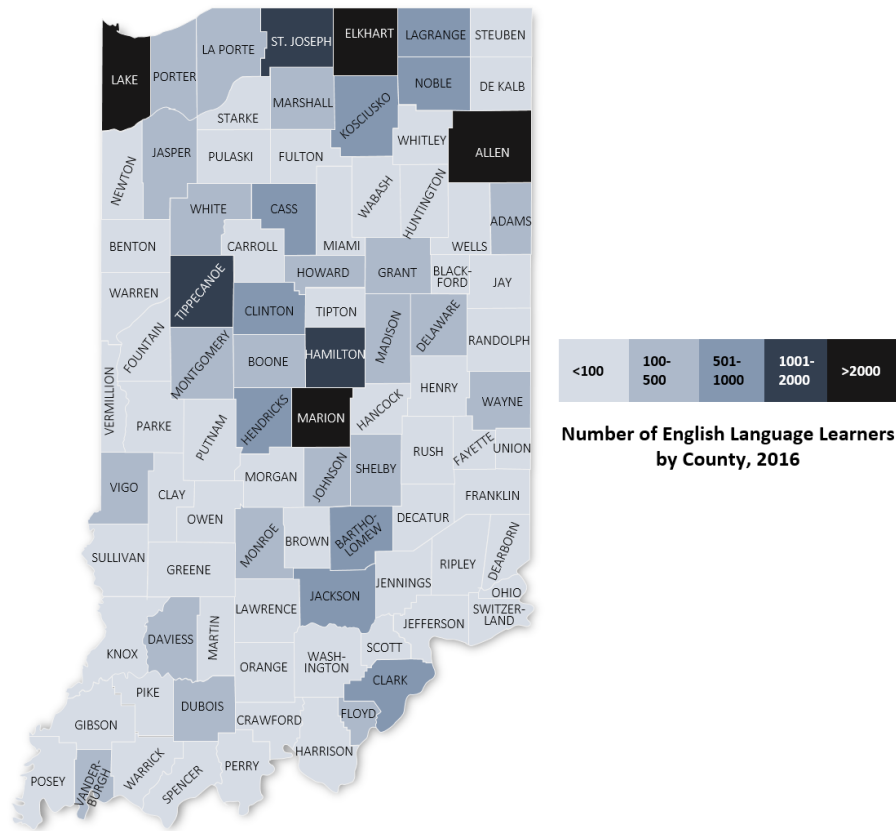 LAKE
PORTER
LA PORTE
ST. JOSEPH
ELKHART
LAGRANGE
STEUBEN
NOBLE
DE KALB
STARKE
MARSHALL
KOSCIUSKO
WHITLEY
ALLEN
NEWTON
JASPER
PULASKI
FULTON
WABASH
HUNTINGTON
WHITE
CASS
MIAMI
WELLS
ADAMS
BENTON
CARROLL
HOWARD
GRANT
BLACK-
FORD
JAY
WARREN
TIPPECANOE
CLINTON
TIPTON
MADISON
DELAWARE
RANDOLPH
FOUNTAIN
MONTGOMERY
BOONE
HAMILTON
HENRY
WAYNE
VERMILLION
PARKE
PUTNAM
HENDRICKS
MARION
HANCOCK
RUSH
FAYETTE
UNION
VIGO
CLAY
MORGAN
JOHNSON
SHELBY
FRANKLIN
OWEN
MONROE
BROWN
BARTHO-
LOMEW
DECATUR
DEARBORN
SULLIVAN
GREENE
JENNINGS
RIPLEY
OHIO
LAWRENCE
JACKSON
SWITZER-
LAND
JEFFERSON
KNOX
DAVIESS
MARTIN
ORANGE
WASH-
INGTON
SCOTT
CLARK
PIKE
DUBOIS
CRAWFORD
FLOYD
GIBSON
HARRISON
POSEY
VANDER-
BURGH
WARRICK
SPENCER
PERRY
<100
100-
500
501-
1000
1001-
2000
>2000
Number of English Language Learners
by County, 2016